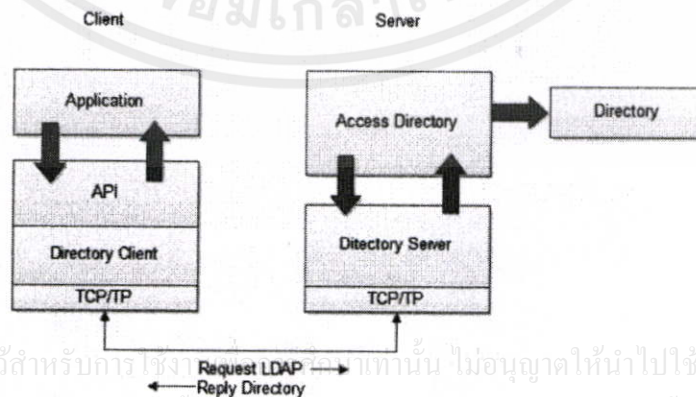 Client
Server
Application
API
Directory Client
TCP/TP
Access Directory
Ditectory Server
TCP/TP
Directory
Request LDAP
Reply Directory